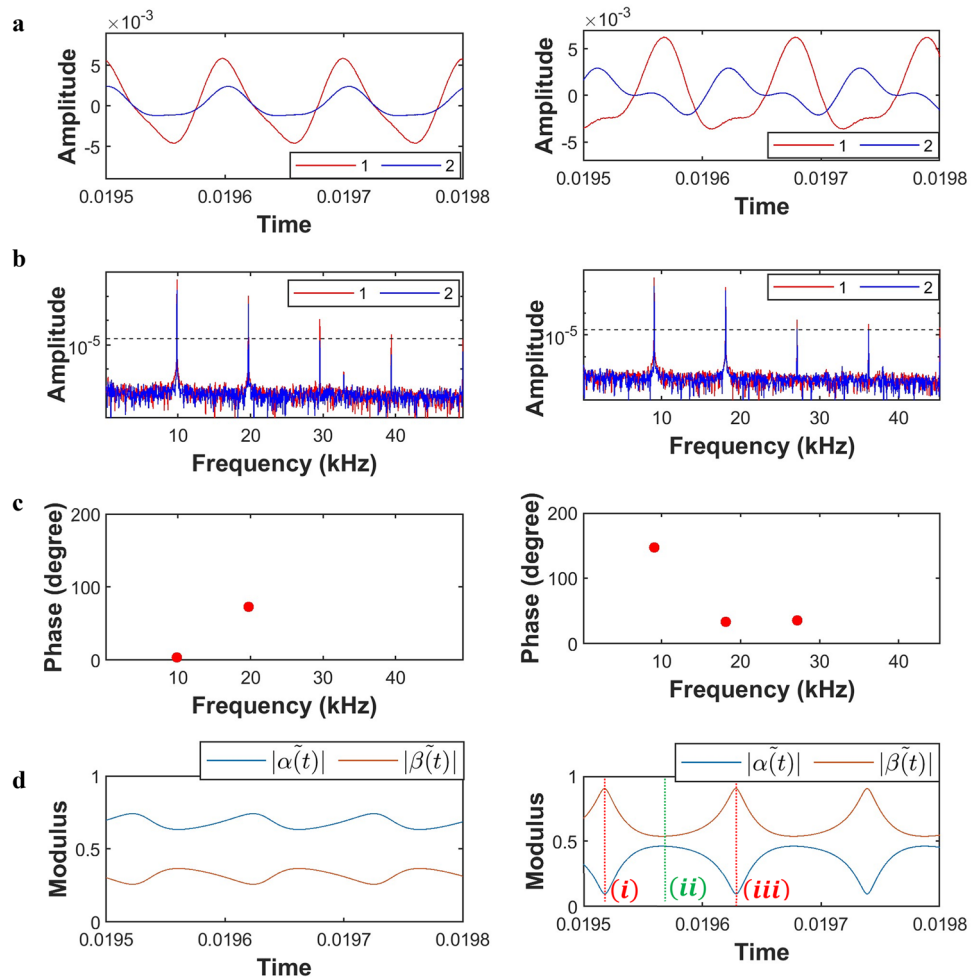 a
×10⁻³
Amplitude
5
0
-5
1 2
0.0195 0.0196 0.0197 0.0198
Time
×10⁻³
Amplitude
5
0
-5
1 2
0.0195 0.0196 0.0197 0.0198
Time
b
Amplitude
10⁻⁵
1 2
10 20 30 40
Frequency (kHz)
Amplitude
10⁻⁵
1 2
10 20 30 40
Frequency (kHz)
c
Phase (degree)
200
100
0
10 20 30 40
Frequency (kHz)
Phase (degree)
200
100
0
10 20 30 40
Frequency (kHz)
d
|α̃(t)| |β̃(t)|
Modulus
1
0.5
0
0.0195 0.0196 0.0197 0.0198
Time
|α̃(t)| |β̃(t)|
Modulus
1
0.5
0
(i) (ii) (iii)
0.0195 0.0196 0.0197 0.0198
Time